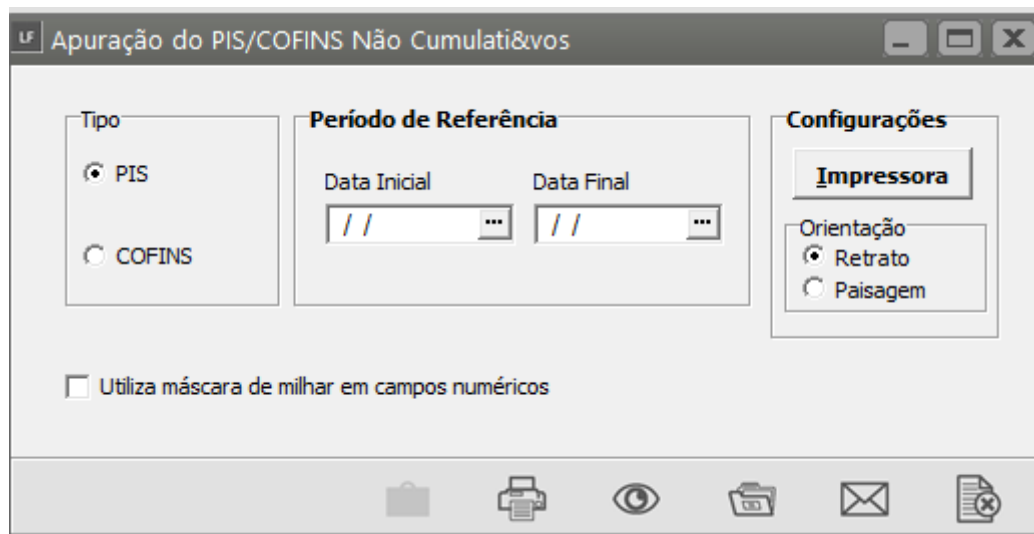 LF Apuração do PIS/COFINS Não Cumulati&vos
Tipo
PIS
COFINS
Período de Referência
Data Inicial
Data Final
/ /
/ /
Configurações
Impressora
Orientação
Retrato
Paisagem
Utiliza máscara de milhar em campos numéricos